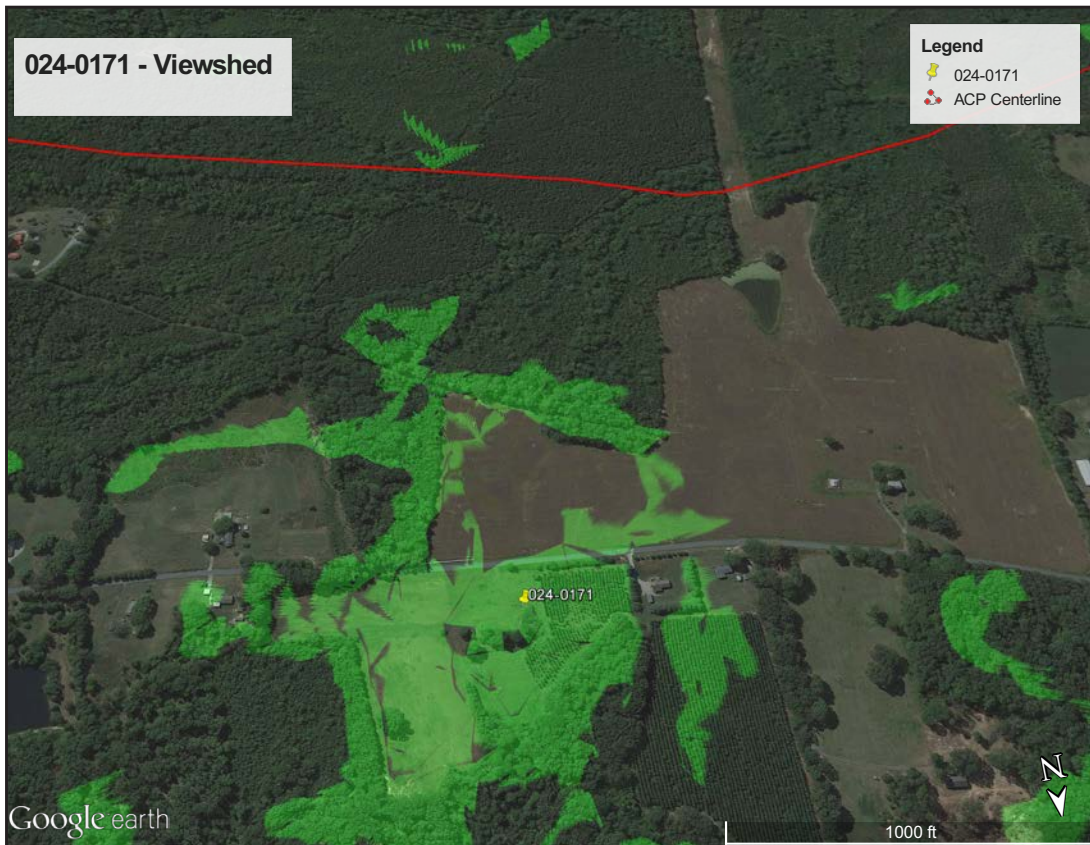 024-0171 - Viewshed
Legend
024-0171
ACP Centerline
024-0171
Google earth
N
1000 ft